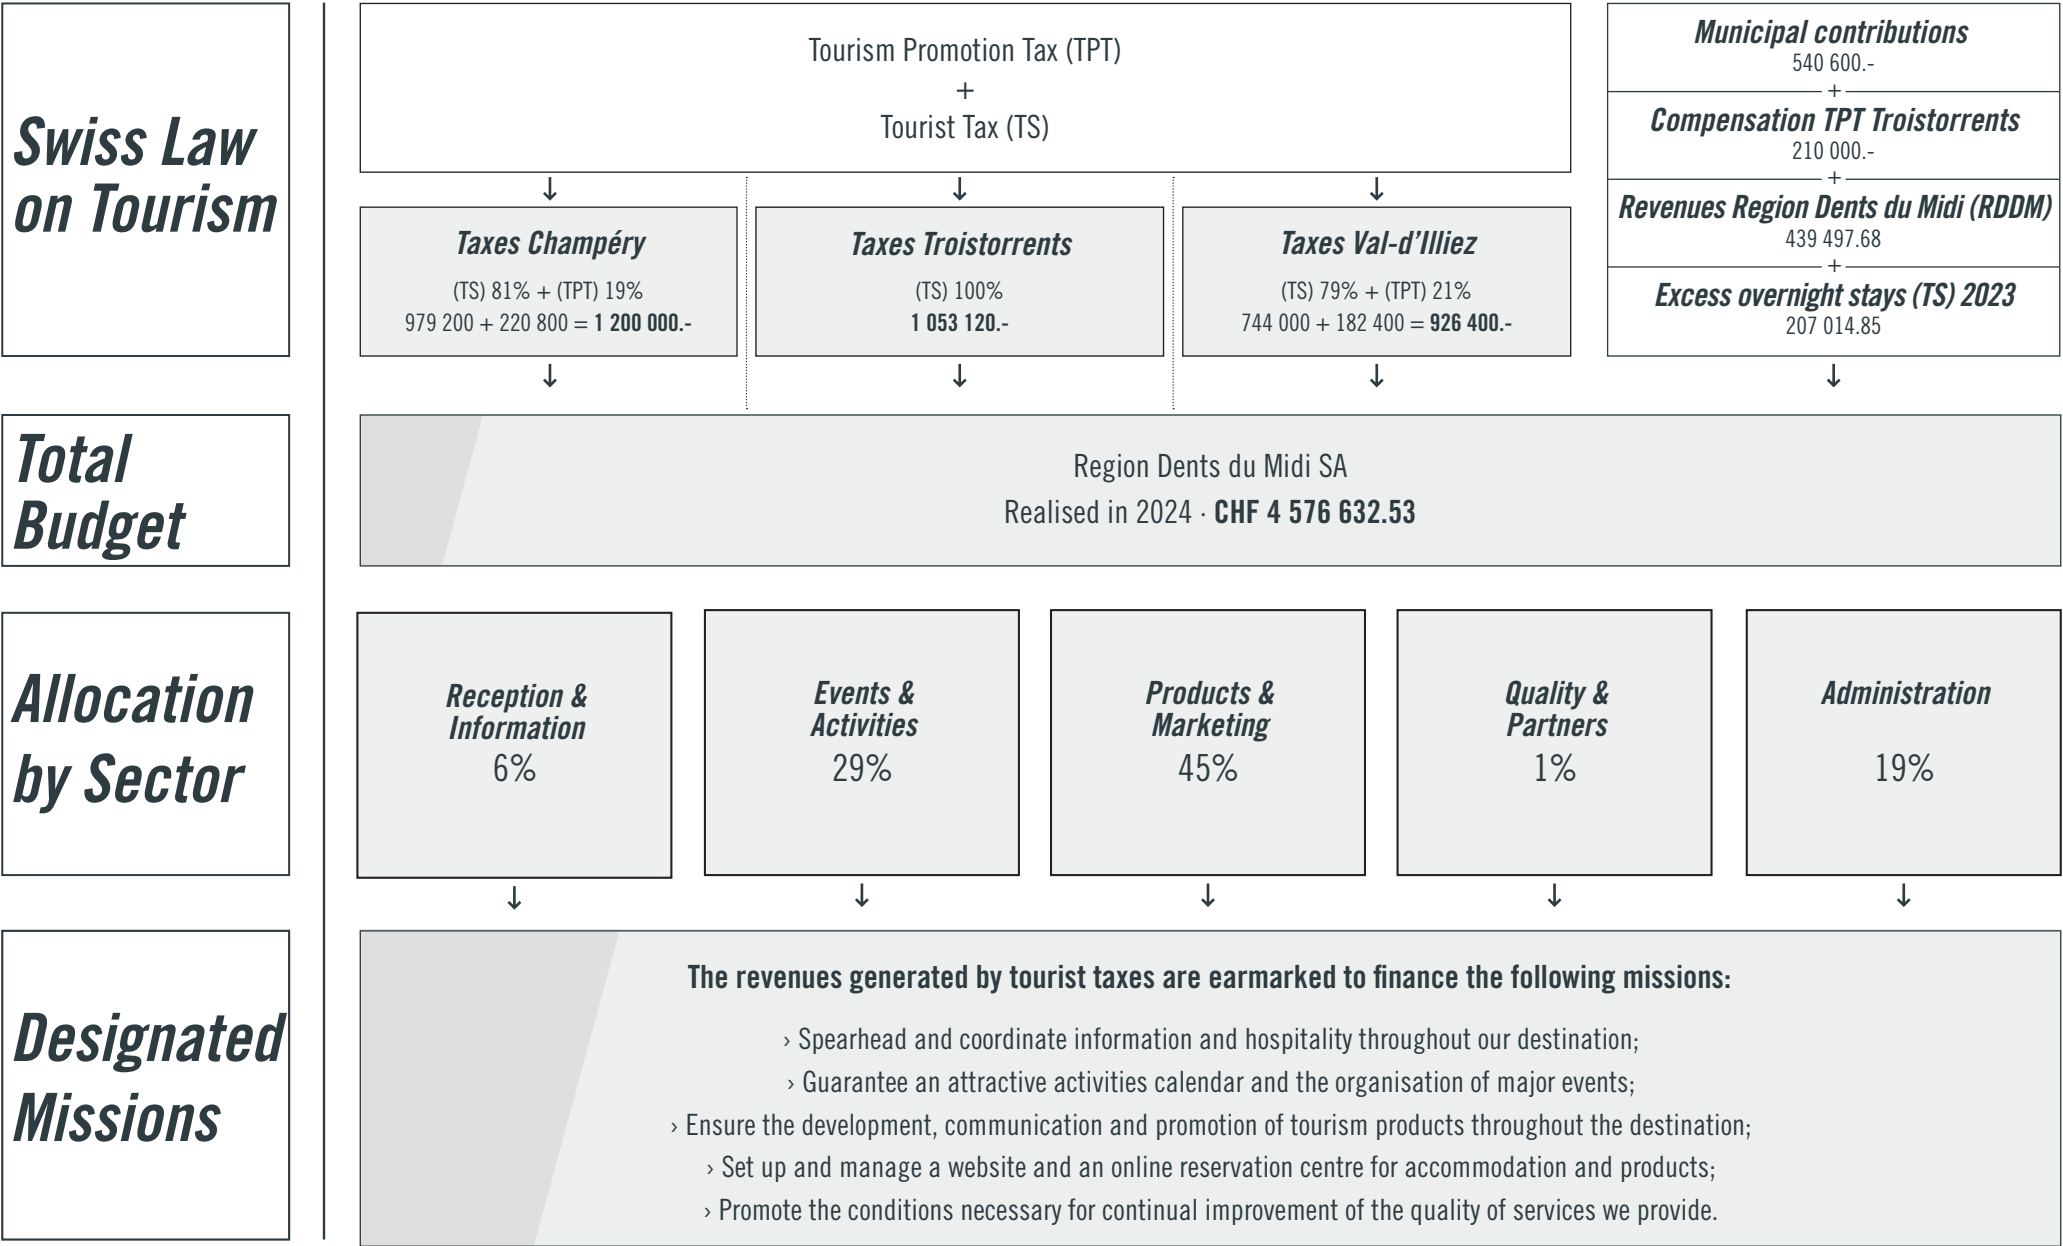 Swiss Law
on Tourism
Tourism Promotion Tax (TPT)
+
Tourist Tax (TS)
↓
↓
↓
Taxes Champéry
(TS) 81% + (TPT) 19%
979 200 + 220 800 = 1 200 000.-
Taxes Troistorrents
(TS) 100%
1 053 120.-
Taxes Val-d'Illiez
(TS) 79% + (TPT) 21%
744 000 + 182 400 = 926 400.-
Municipal contributions
540 600.-
+
Compensation TPT Troistorrents
210 000.-
+
Revenues Region Dents du Midi (RDDM)
439 497.68
+
Excess overnight stays (TS) 2023
207 014.85
↓
↓
↓
↓
Total
Budget
Region Dents du Midi SA
Realised in 2024 · CHF 4 576 632.53
Allocation
by Sector
Reception &
Information
6%
Events &
Activities
29%
Products &
Marketing
45%
Quality &
Partners
1%
Administration
19%
↓
↓
↓
↓
↓
Designated
Missions
The revenues generated by tourist taxes are earmarked to finance the following missions:
› Spearhead and coordinate information and hospitality throughout our destination;
› Guarantee an attractive activities calendar and the organisation of major events;
› Ensure the development, communication and promotion of tourism products throughout the destination;
› Set up and manage a website and an online reservation centre for accommodation and products;
› Promote the conditions necessary for continual improvement of the quality of services we provide.